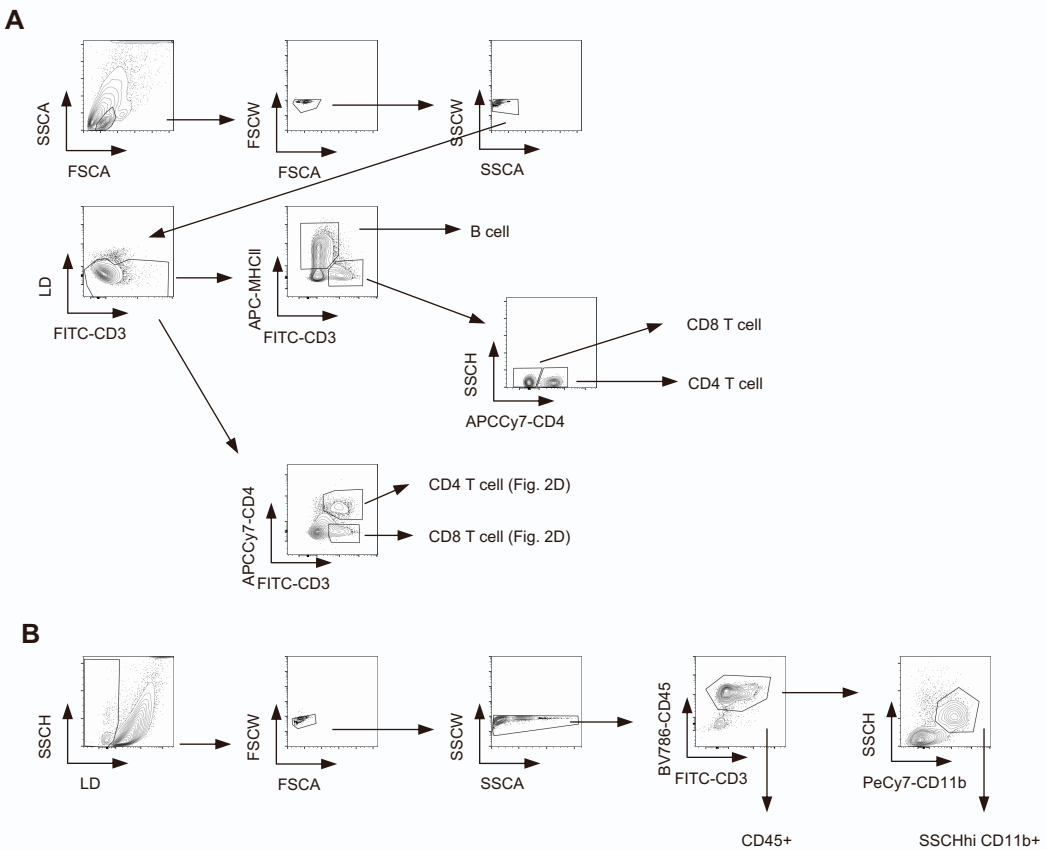 A
SSCA
FSCA
FSCW
FSCA
SSCW
SSCA
LD
FITC-CD3
APC-MHCII
FITC-CD3
B cell
SSCH
APCCy7-CD4
CD8 T cell
CD4 T cell
APCCy7-CD4
FITC-CD3
CD4 T cell (Fig. 2D)
CD8 T cell (Fig. 2D)
B
SSCH
LD
FSCW
FSCA
SSCW
SSCA
BV786-CD45
FITC-CD3
SSCH
PeCy7-CD11b
CD45+
SSCHhi CD11b+